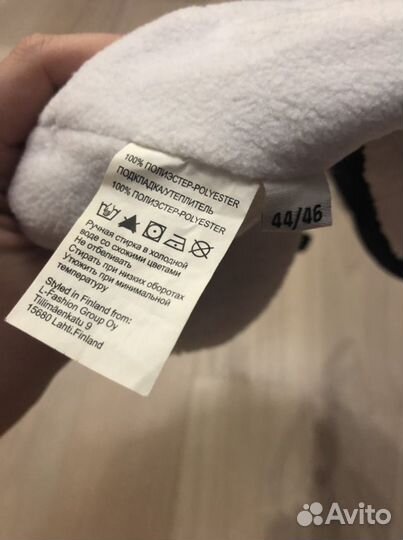 100% ПОЛИЭСТЕР-POLYESTER
ПОДКЛАДКА/УТЕПЛИТЕЛЬ
100% ПОЛИЭСТЕР-POLYESTER
Ручная стирка в холодной
воде со схожими цветами
Не отбеливать
Стирать при низких оборотах
Утюжить при минимальной
температуру
Styled in Finland from:
L-Fashion Group Oy
Tiilimäenkatu 9
15680 Lahti.Finland
44/46
Avito